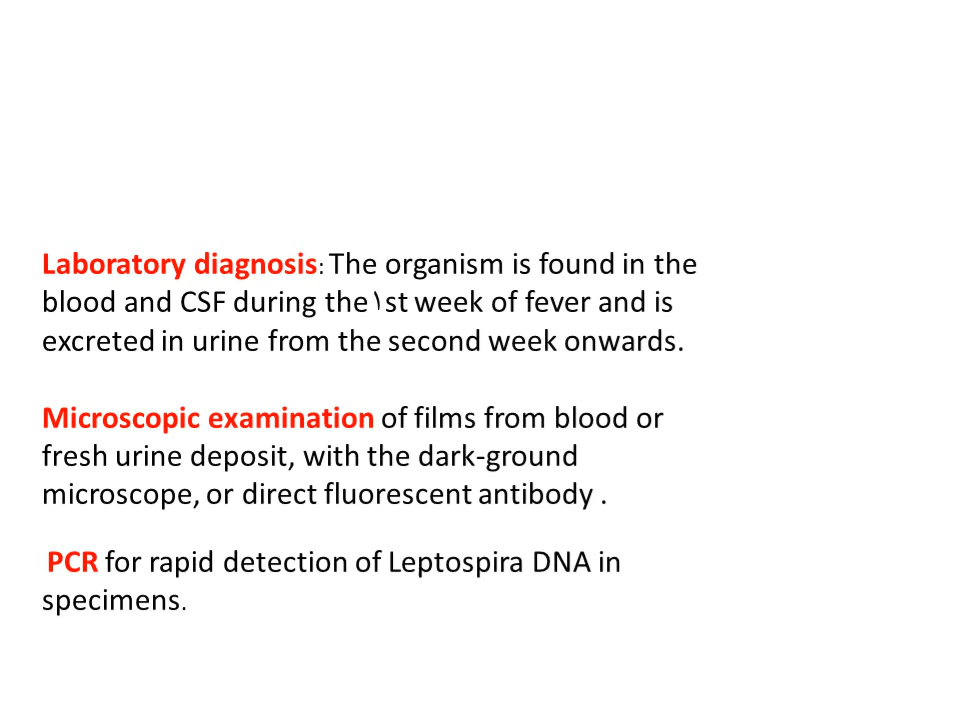 Laboratory diagnosis: The organism is found in the
blood and CSF during the ١st week of fever and is
excreted in urine from the second week onwards.
Microscopic examination of films from blood or
fresh urine deposit, with the dark-ground
microscope, or direct fluorescent antibody .
PCR for rapid detection of Leptospira DNA in
specimens.